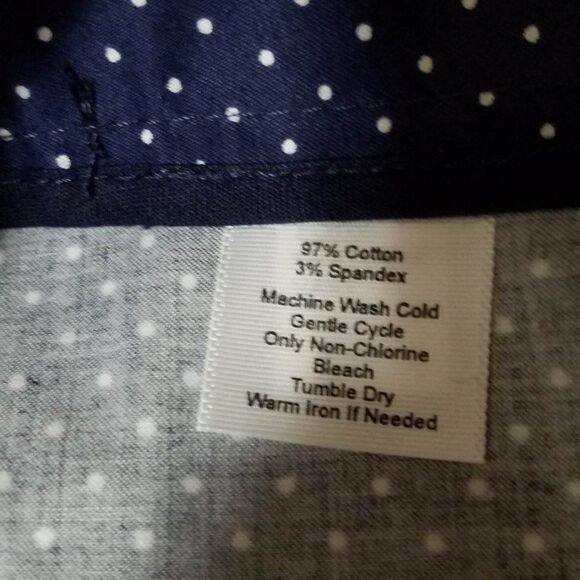 97% Cotton
3% Spandex
Machine Wash Cold
Gentle Cycle
Only Non-Chlorine
Bleach
Tumble Dry
Warm Iron If Needed